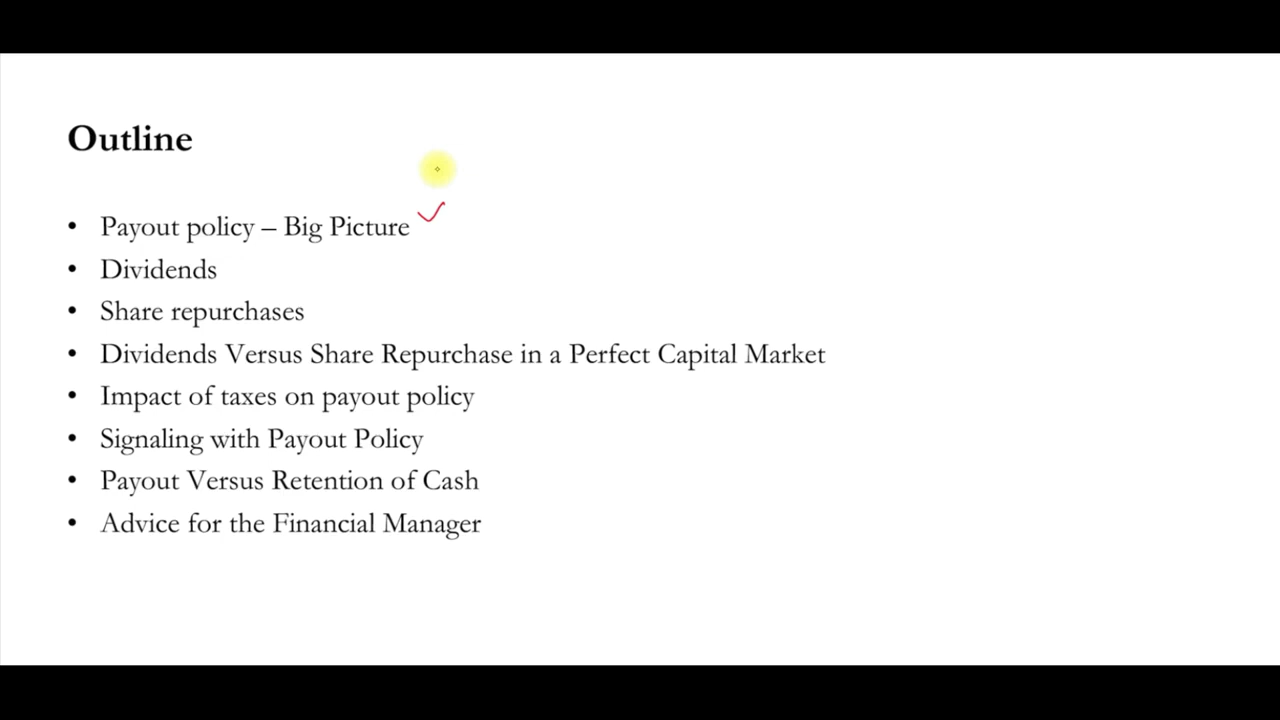 Outline
• Payout policy – Big Picture
• Dividends
• Share repurchases
• Dividends Versus Share Repurchase in a Perfect Capital Market
• Impact of taxes on payout policy
• Signaling with Payout Policy
• Payout Versus Retention of Cash
• Advice for the Financial Manager